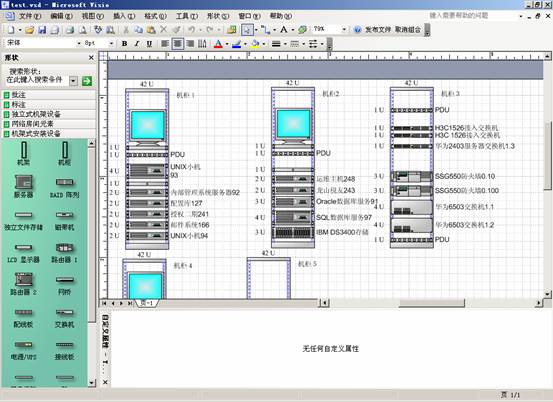 test.vsd - Microsoft Visio
文件(F) 编辑(E) 视图(V) 插入(I) 格式(O) 工具(T) 形状(S) 窗口(W) 帮助(H)
键入需要帮助的问题
79% 发布文件 取消组合
宋体 8pt
形状
搜索形状:
在此键入搜索条件
批注
标注
独立式机架设备
网络房间元素
机架式安装设备
机架 机柜
服务器 RAID 阵列
独立文件存储 磁带机
LCD 显示器 路由器 1
路由器 2 网桥
配线板 交换机
电源/UPS 接线板
42 U 机柜 1
1 U
1 U PDU
4 U UNIX小机
93
2 U 内部管理系统服务器92
2 U 配置库127
2 U 授权二期241
2 U 邮件系统166
2 U UNIX小机94
42 U 机柜2
1 U
1 U PDU
2 U 运维主机248
2 U 龙山校友243
3 U Oracle数据库服务91
4 U SQL数据库服务97
3 U IBM DS3400存储
42 U 机柜 3
1 U PDU
1 U H3C1526接入交换机
1 U H3C 1526接入交换机
1 U 华为2403服务器交换机1.3
3 U SSG550防火墙0.10
3 U SSG550防火墙0.100
4 U 华为6503交换机1.1
4 U 华为6503交换机1.2
1 U PDU
42 U 机柜 4
42 U 机柜 5
页-1
自定义属性 - T...
无任何自定义属性
页 1/1